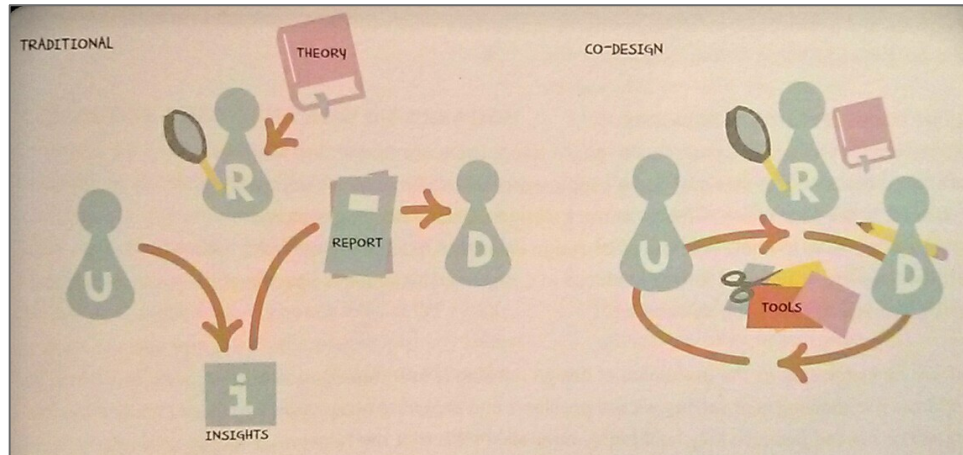 TRADITIONAL
THEORY
R
U
REPORT
D
i
INSIGHTS
CO-DESIGN
R
U
D
TOOLS